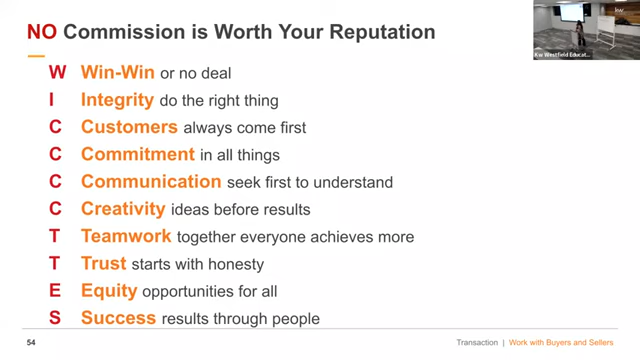 NO Commission is Worth Your Reputation
kw
Kw Westfield Educat...
W Win-Win or no deal
I Integrity do the right thing
C Customers always come first
C Commitment in all things
C Communication seek first to understand
C Creativity ideas before results
T Teamwork together everyone achieves more
T Trust starts with honesty
E Equity opportunities for all
S Success results through people
54
Transaction | Work with Buyers and Sellers